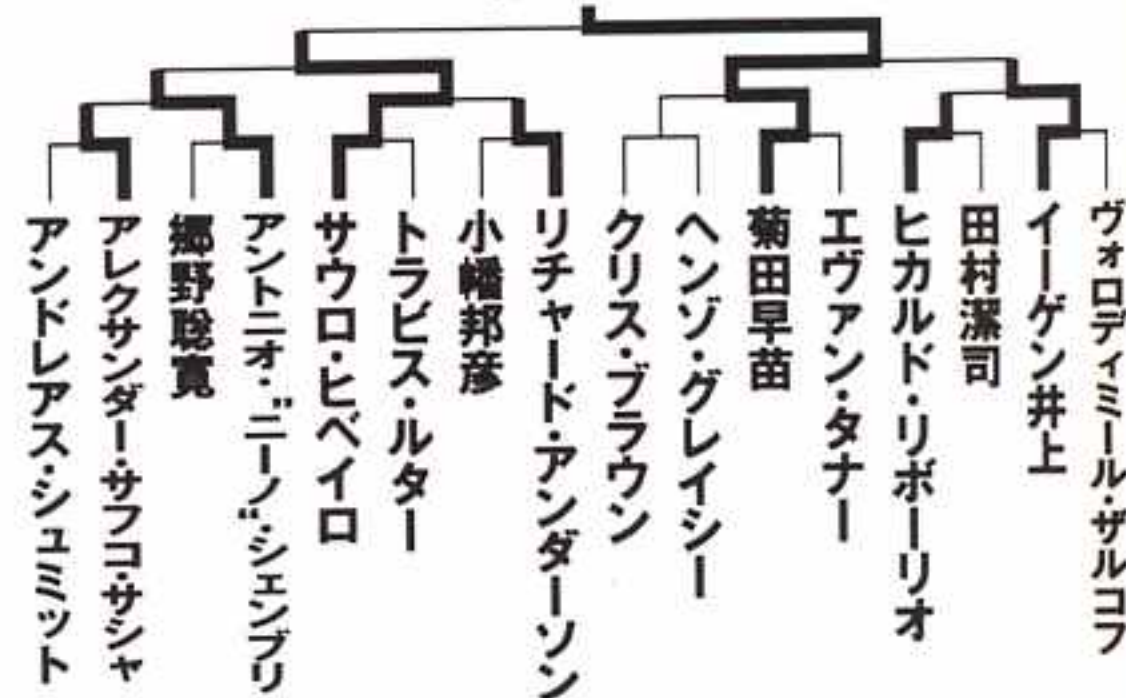 アンドレアス・シュミット
アレクサンダー・サフコ・サシャ
郷野聡寛
アントニオ・"ニーノ"・シェンブリ
サウロ・ヒベイロ
トラビス・ルター
小幡邦彦
リチャード・アンダーソン
クリス・ブラウン
ヘンゾ・グレイシー
菊田早苗
エヴァン・タナー
ヒカルド・リボーリオ
田村潔司
イーゲン井上
ヴォロディミール・ザルコフ